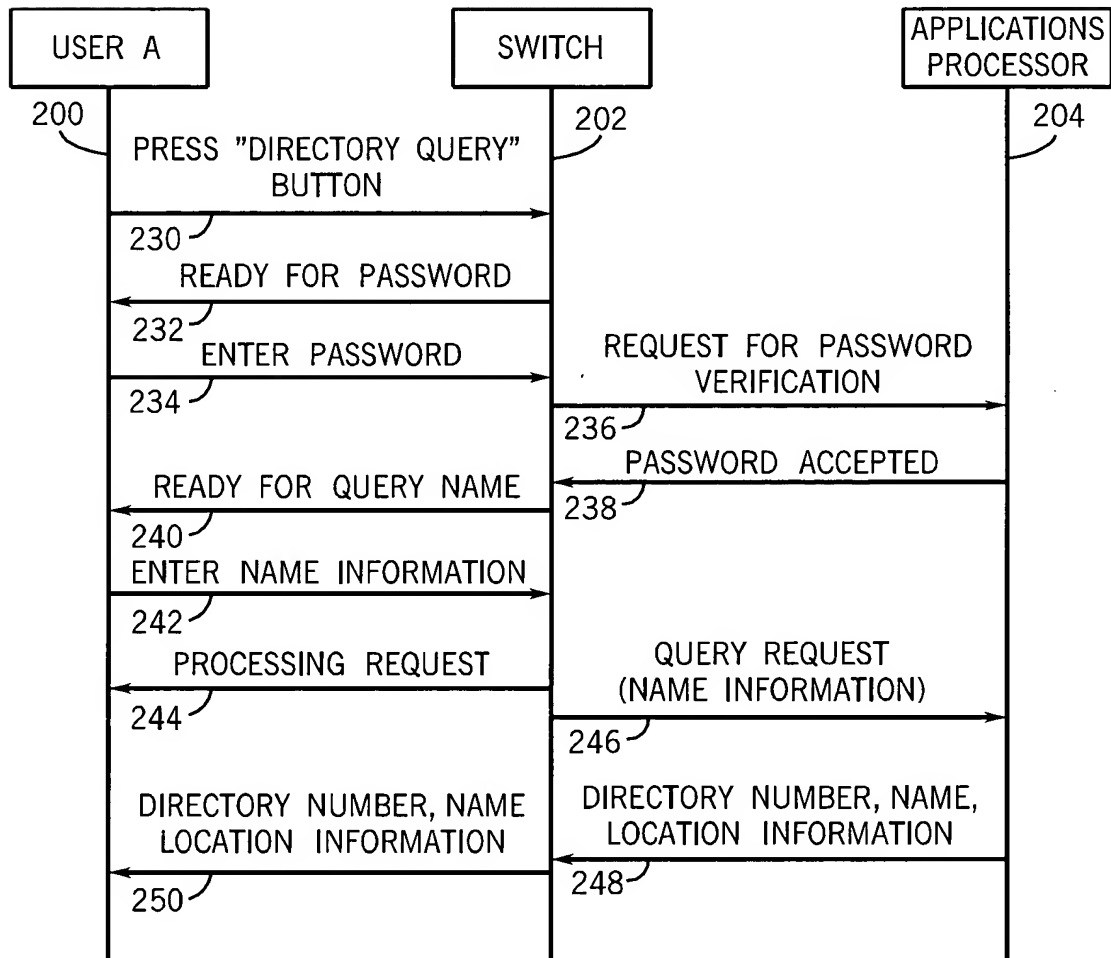 USER A
SWITCH
APPLICATIONS
PROCESSOR
200
202
204
PRESS "DIRECTORY QUERY"
BUTTON
230
READY FOR PASSWORD
232
ENTER PASSWORD
234
REQUEST FOR PASSWORD
VERIFICATION
236
PASSWORD ACCEPTED
238
READY FOR QUERY NAME
240
ENTER NAME INFORMATION
242
PROCESSING REQUEST
244
QUERY REQUEST
(NAME INFORMATION)
246
DIRECTORY NUMBER, NAME,
LOCATION INFORMATION
248
DIRECTORY NUMBER, NAME
LOCATION INFORMATION
250